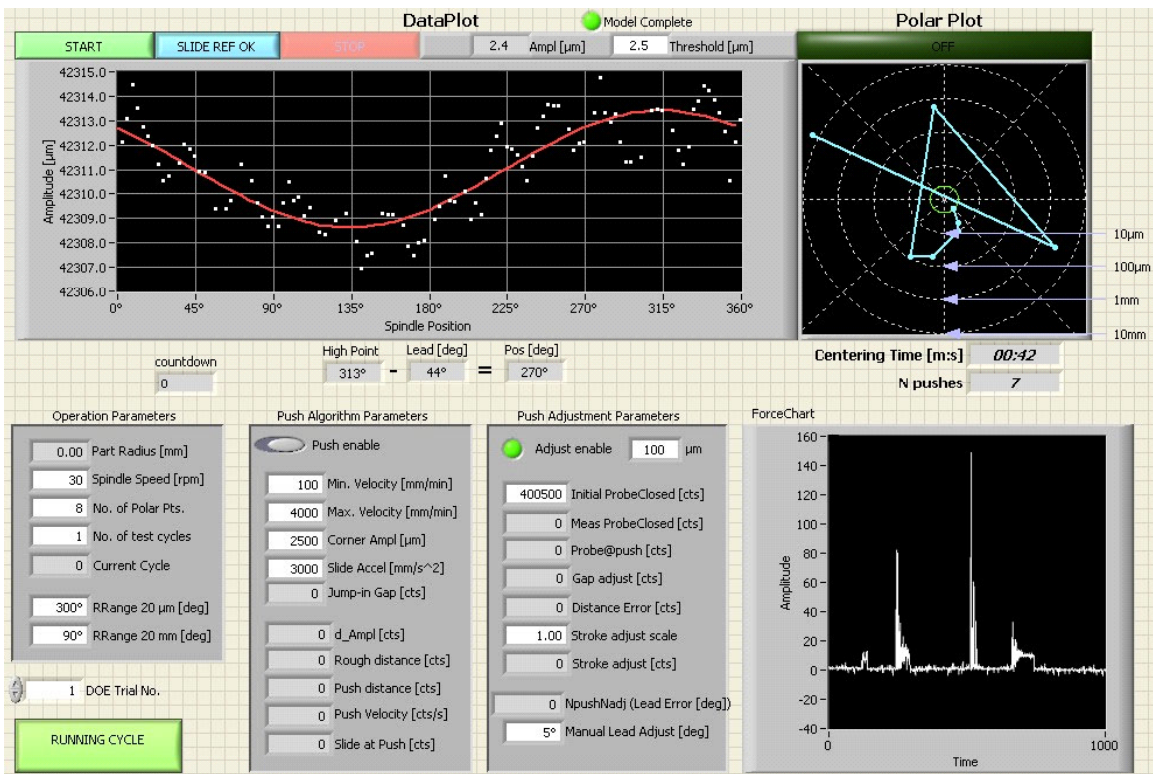 DataPlot
Model Complete
Polar Plot
START
SLIDE REF OK
STOP
2.4 Ampl [µm]
2.5 Threshold [µm]
OFF
Amplitude [µm]
42315.0
42314.0
42313.0
42312.0
42311.0
42310.0
42309.0
42308.0
42307.0
42306.0
0° 45° 90° 135° 180° 225° 270° 315° 360°
Spindle Position
10µm
100µm
1mm
10mm
countdown
0
High Point
313°
-
Lead [deg]
44°
=
Pos [deg]
270°
Centering Time [m:s] 00:42
N pushes 7
Operation Parameters
0.00 Part Radius [mm]
30 Spindle Speed [rpm]
8 No. of Polar Pts.
1 No. of test cycles
0 Current Cycle
300° RRange 20 µm [deg]
90° RRange 20 mm [deg]
1 DOE Trial No.
RUNNING CYCLE
Push Algorithm Parameters
Push enable
100 Min. Velocity [mm/min]
4000 Max. Velocity [mm/min]
2500 Corner Ampl [µm]
3000 Slide Accel [mm/s^2]
0 Jump-in Gap [cts]
0 d_Ampl [cts]
0 Rough distance [cts]
0 Push distance [cts]
0 Push Velocity [cts/s]
0 Slide at Push [cts]
Push Adjustment Parameters
Adjust enable 100 µm
400500 Initial ProbeClosed [cts]
0 Meas ProbeClosed [cts]
0 Probe@push [cts]
0 Gap adjust [cts]
0 Distance Error [cts]
1.00 Stroke adjust scale
0 Stroke adjust [cts]
0 NpushNadj (Lead Error [deg])
5° Manual Lead Adjust [deg]
ForceChart
Amplitude
160
140
120
100
80
60
40
20
0
-20
-40
0 1000
Time